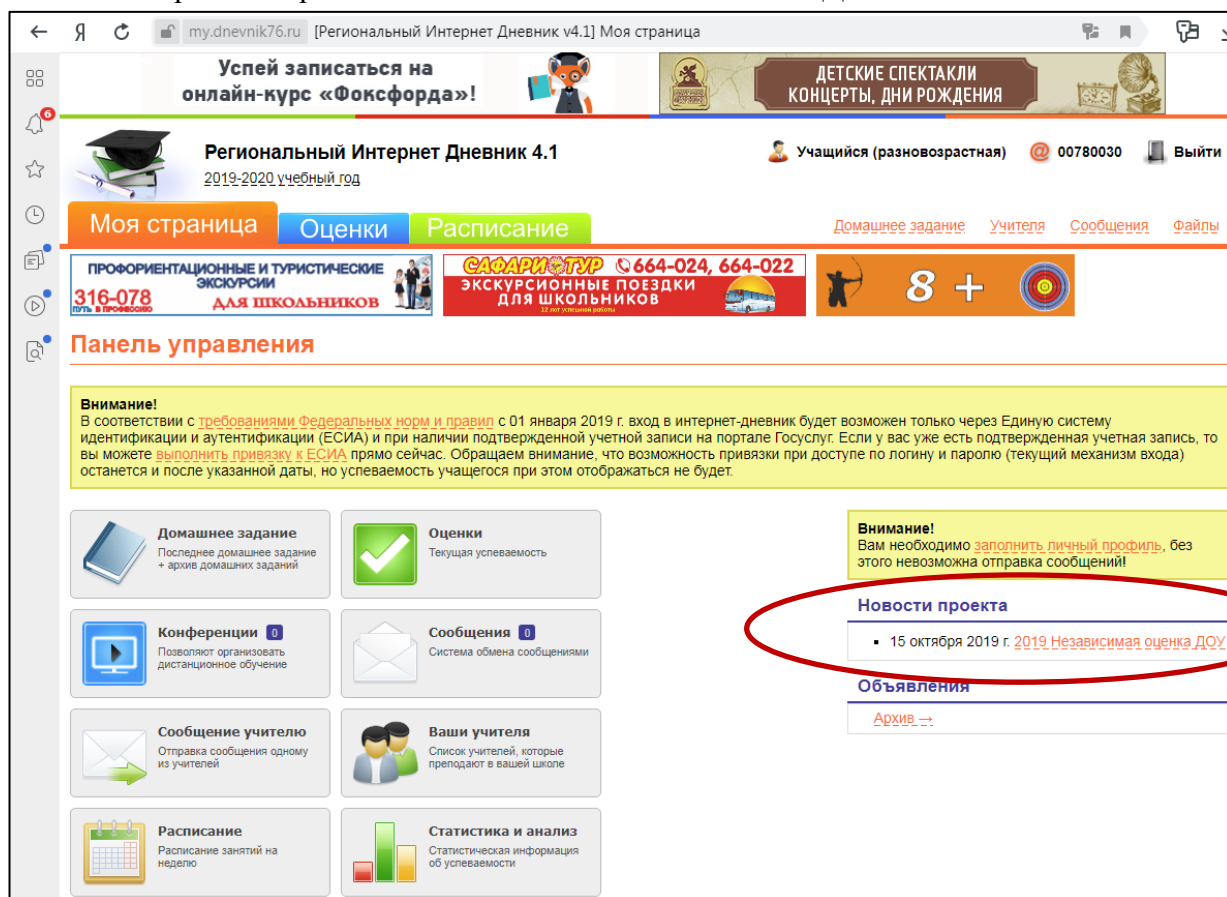 my.dnevnik76.ru [Региональный Интернет Дневник v4.1] Моя страница
6
Успей записаться на
онлайн-курс «Фоксфорда»!
ДЕТСКИЕ СПЕКТАКЛИ
КОНЦЕРТЫ, ДНИ РОЖДЕНИЯ
Региональный Интернет Дневник 4.1
2019-2020 учебный год
Учащийся (разновозрастная) @ 00780030 Выйти
Моя страница Оценки Расписание
Домашнее задание Учителя Сообщения Файлы
ПРОФОРИЕНТАЦИОННЫЕ И ТУРИСТИЧЕСКИЕ
ЭКСКУРСИИ
316-078 ДЛЯ ШКОЛЬНИКОВ
ПУТЬ В ПРОФЕССИЮ
САФАРИ ТУР 664-024, 664-022
ЭКСКУРСИОННЫЕ ПОЕЗДКИ
ДЛЯ ШКОЛЬНИКОВ
12 лет успешной работы
8 +
Панель управления
Внимание!
В соответствии с требованиями Федеральных норм и правил с 01 января 2019 г. вход в интернет-дневник будет возможен только через Единую систему
идентификации и аутентификации (ЕСИА) и при наличии подтвержденной учетной записи на портале Госуслуг. Если у вас уже есть подтвержденная учетная запись, то
вы можете выполнить привязку к ЕСИА прямо сейчас. Обращаем внимание, что возможность привязки при доступе по логину и паролю (текущий механизм входа)
останется и после указанной даты, но успеваемость учащегося при этом отображаться не будет.
Домашнее задание
Последнее домашнее задание
+ архив домашних заданий
Оценки
Текущая успеваемость
Конференции 0
Позволяют организовать
дистанционное обучение
Сообщения 0
Система обмена сообщениями
Сообщение учителю
Отправка сообщения одному
из учителей
Ваши учителя
Список учителей, которые
преподают в вашей школе
Расписание
Расписание занятий на
неделю
Статистика и анализ
Статистическая информация
об успеваемости
Внимание!
Вам необходимо заполнить личный профиль, без
этого невозможна отправка сообщений!
Новости проекта
15 октября 2019 г. 2019 Независимая оценка ДОУ
Объявления
Архив →